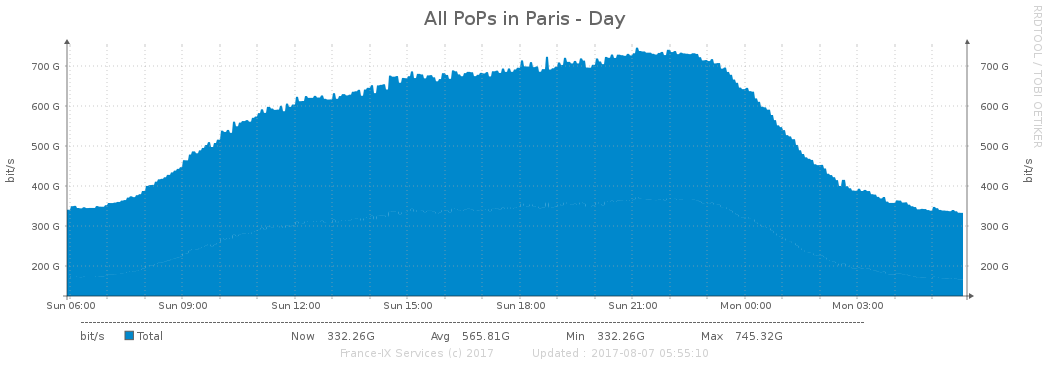 All PoPs in Paris - Day
RRDTOOL / TOBI OETIKER
bit/s
bit/s
700 G 700 G
600 G 600 G
500 G 500 G
400 G 400 G
300 G 300 G
200 G 200 G
Sun 06:00 Sun 09:00 Sun 12:00 Sun 15:00 Sun 18:00 Sun 21:00 Mon 00:00 Mon 03:00
bit/s Total Now 332.26G Avg 565.81G Min 332.26G Max 745.32G
France-IX Services (c) 2017 Updated : 2017-08-07 05:55:10